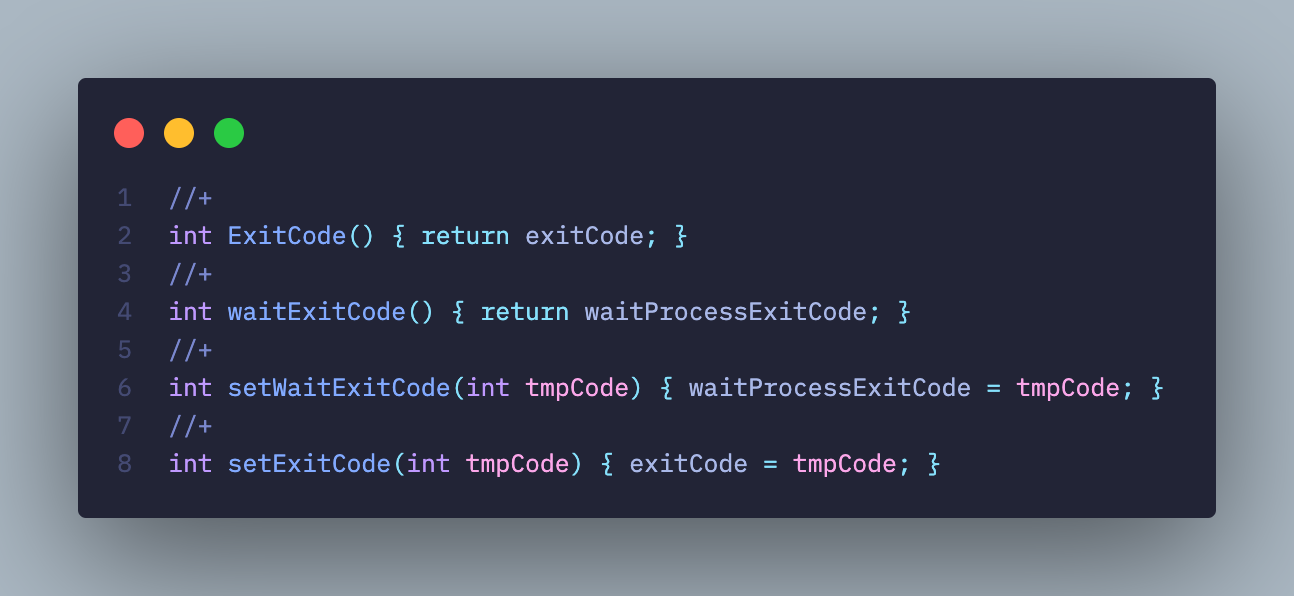 1 //+
2 int ExitCode() { return exitCode; }
3 //+
4 int waitExitCode() { return waitProcessExitCode; }
5 //+
6 int setWaitExitCode(int tmpCode) { waitProcessExitCode = tmpCode; }
7 //+
8 int setExitCode(int tmpCode) { exitCode = tmpCode; }